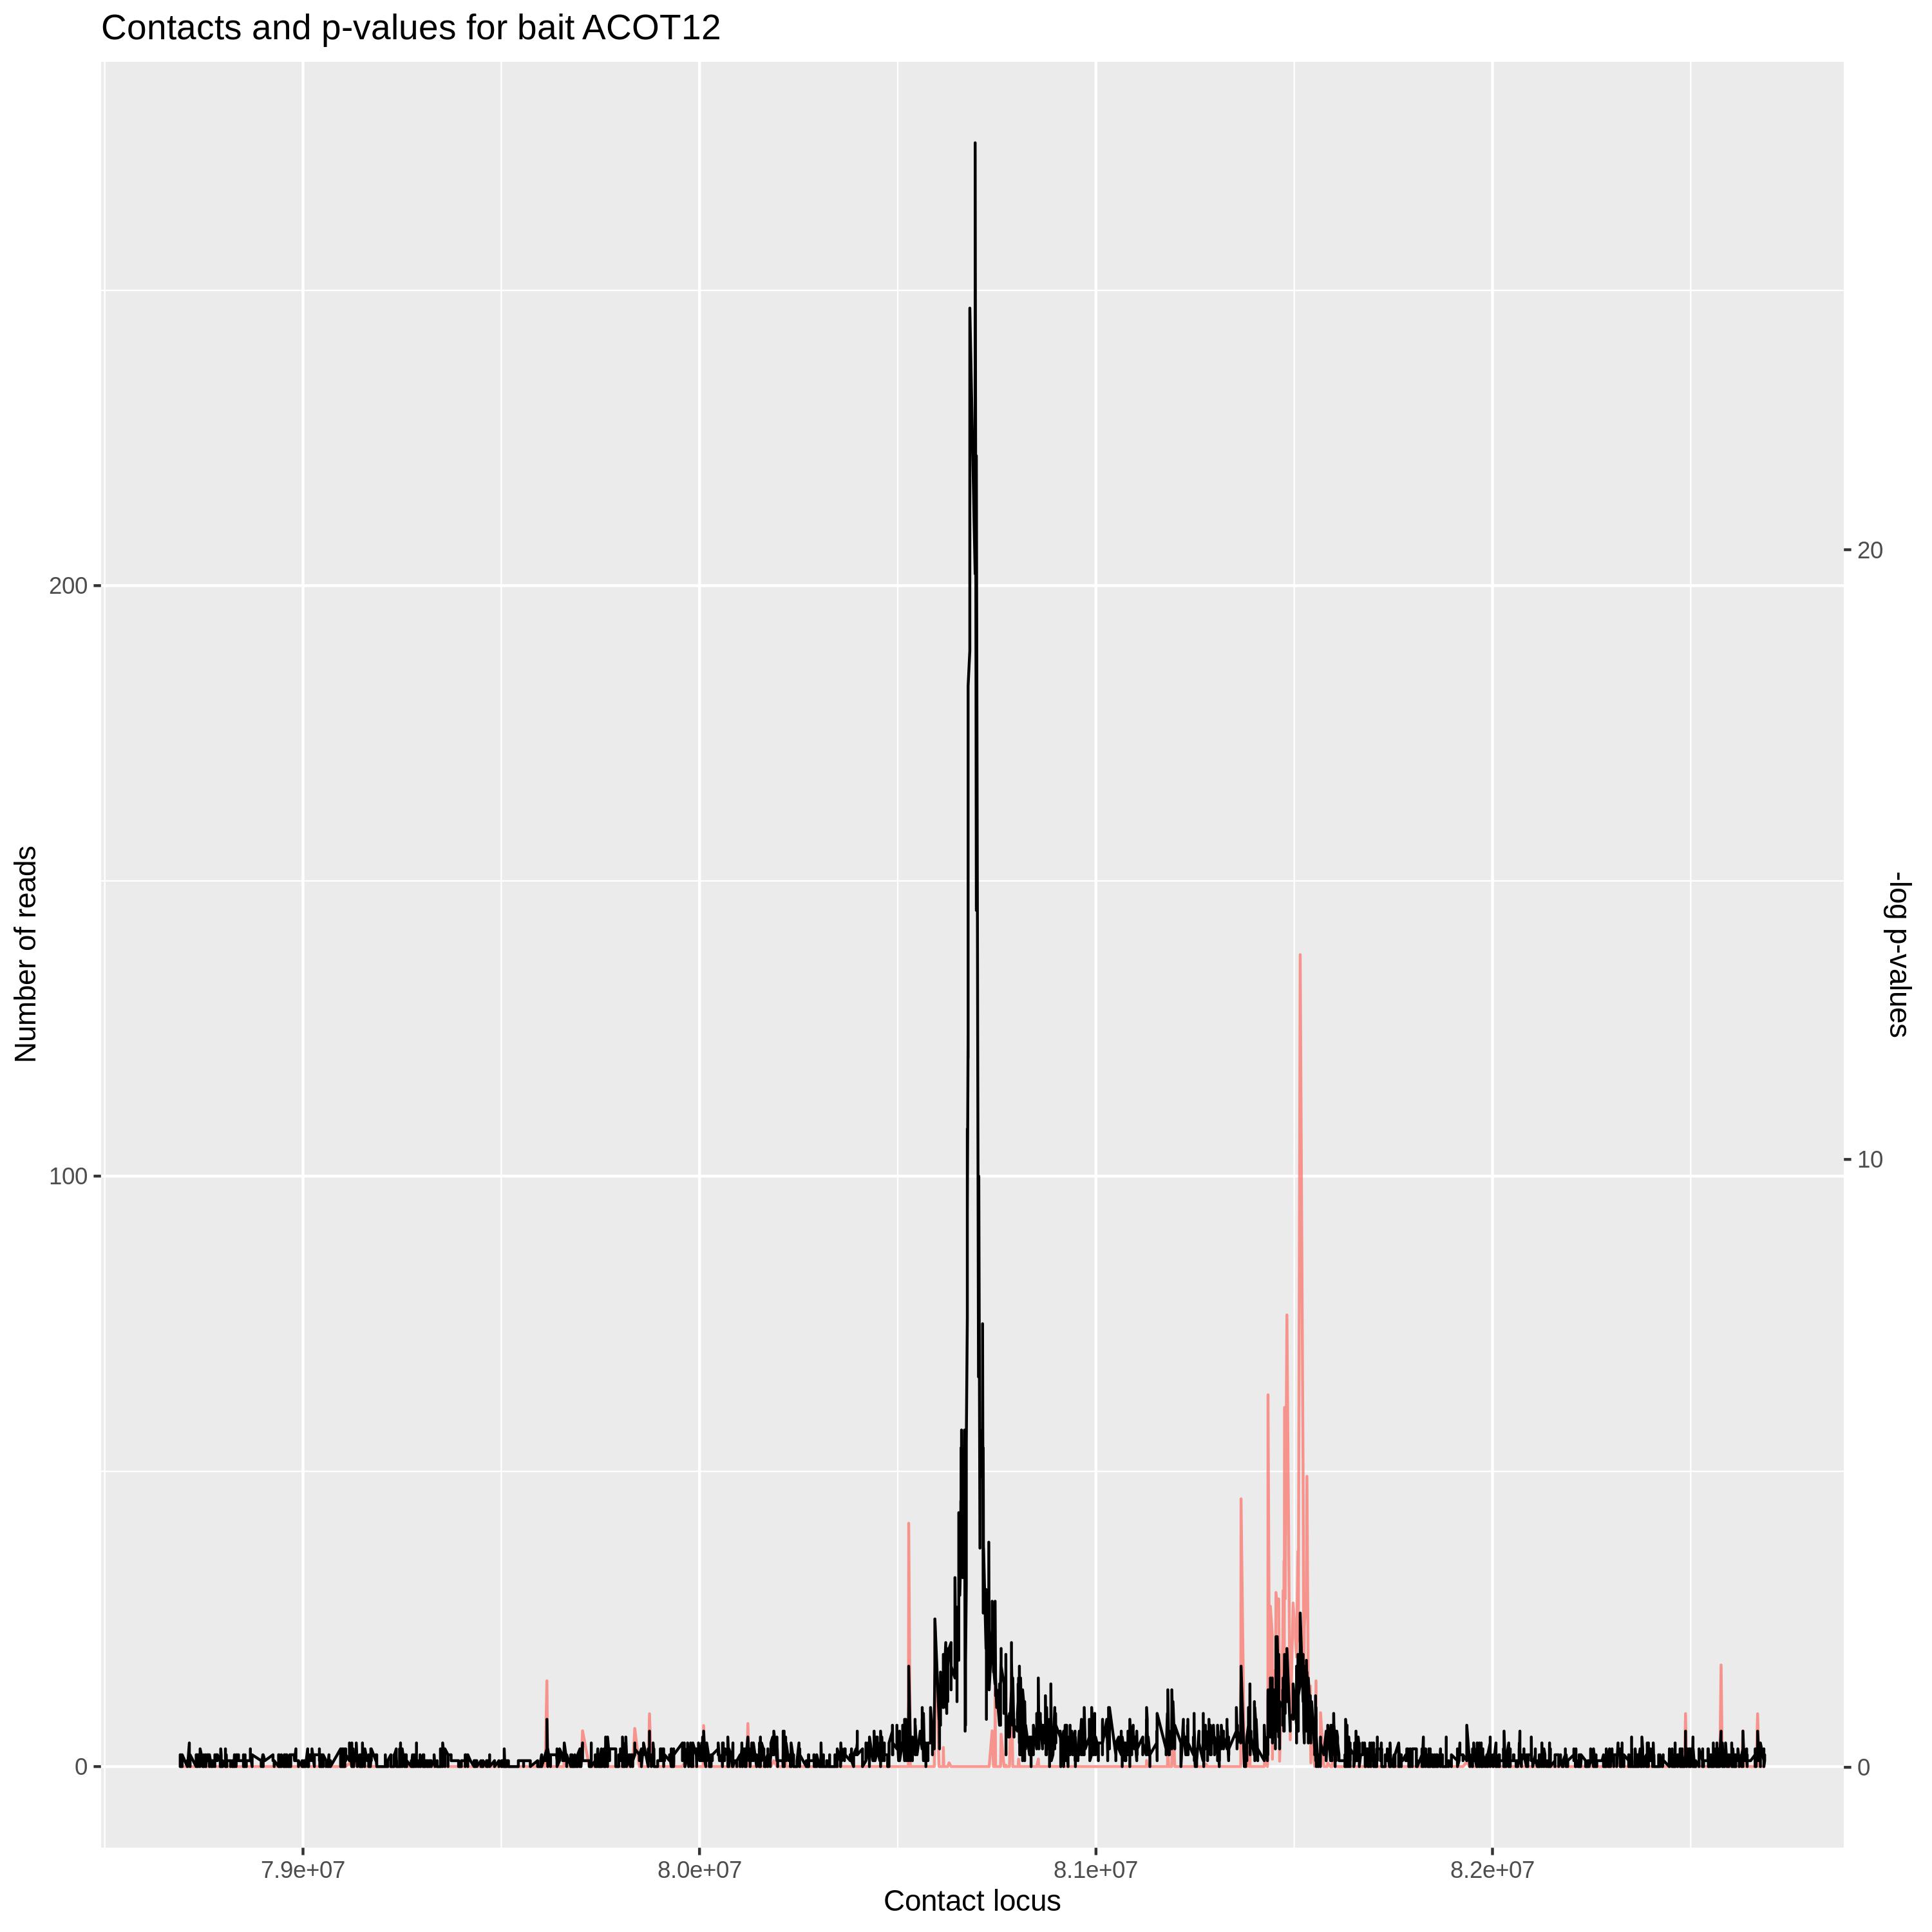 Contacts and p-values for bait ACOT12
Number of reads
200
100
0
20
10
0
-log p-values
7.9e+07
8.0e+07
8.1e+07
8.2e+07
Contact locus